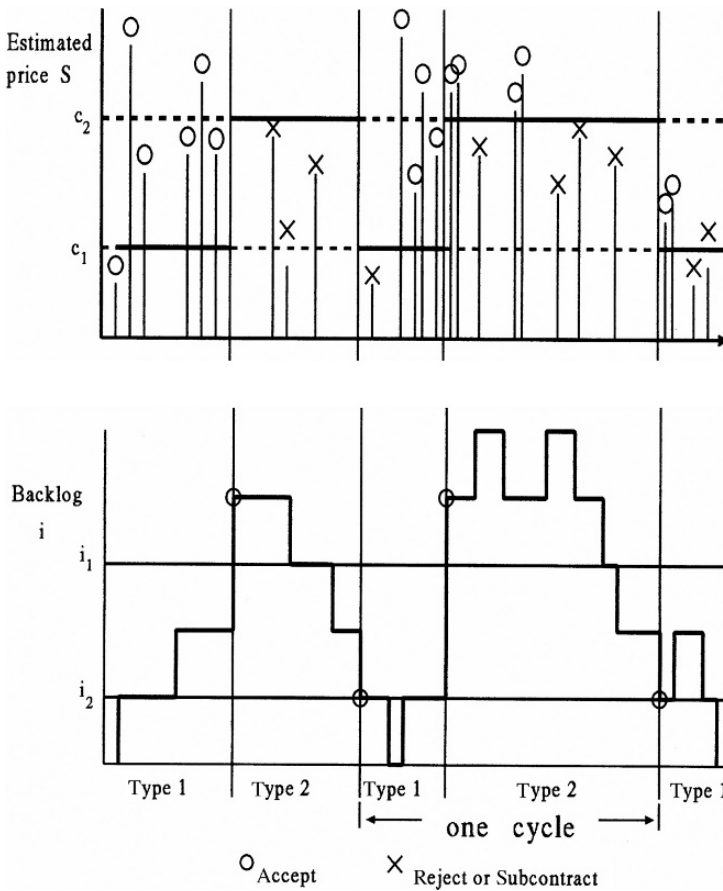 Estimated
price S
c2
c1
Backlog
i
i1
i2
Type 1 Type 2 Type 1 Type 2 Type 1
one cycle
O Accept X Reject or Subcontract